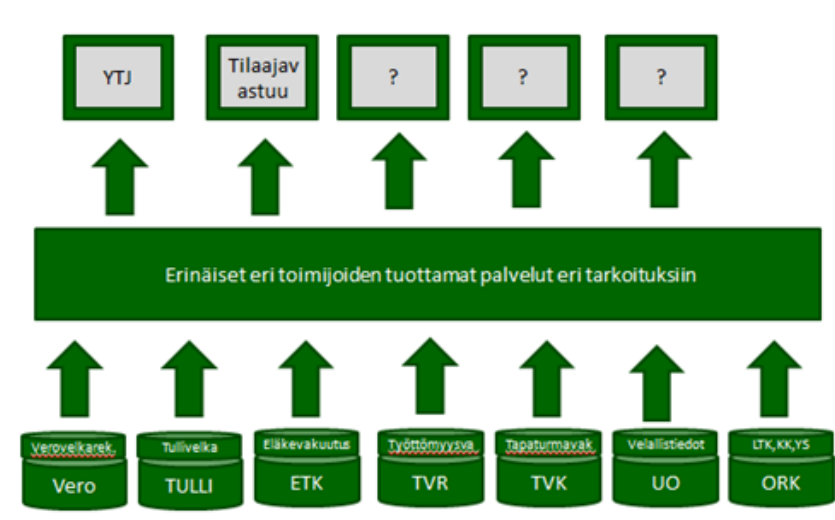 YTJ
Tilaajav
astuu
?
?
?
Erinäiset eri toimijoiden tuottamat palvelut eri tarkoituksiin
Verovelkarek.
Tullivelka
Eläkevakuutus
Työttömyysva
Tapaturmavak
Velallistiedot
LTK,KK,YS
Vero
TULLI
ETK
TVR
TVK
UO
ORK